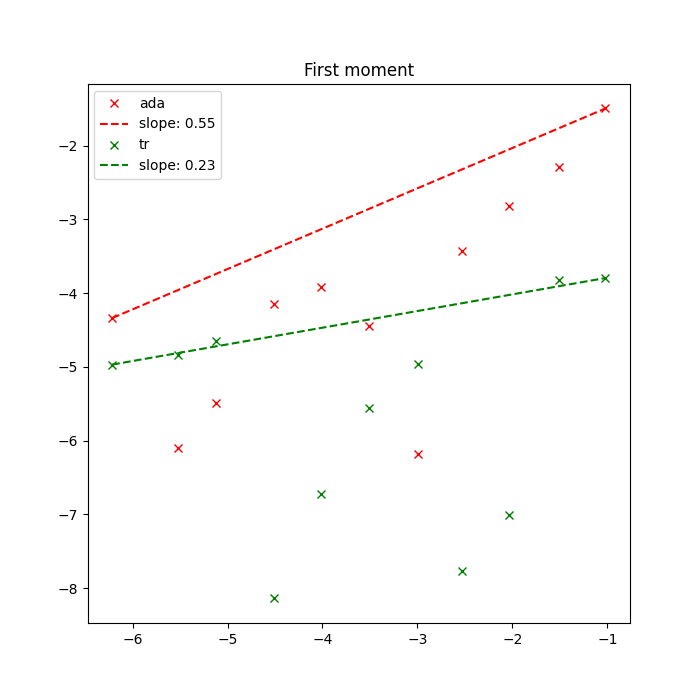 First moment
ada
slope: 0.55
tr
slope: 0.23
−2
−3
−4
−5
−6
−7
−8
−6 −5 −4 −3 −2 −1